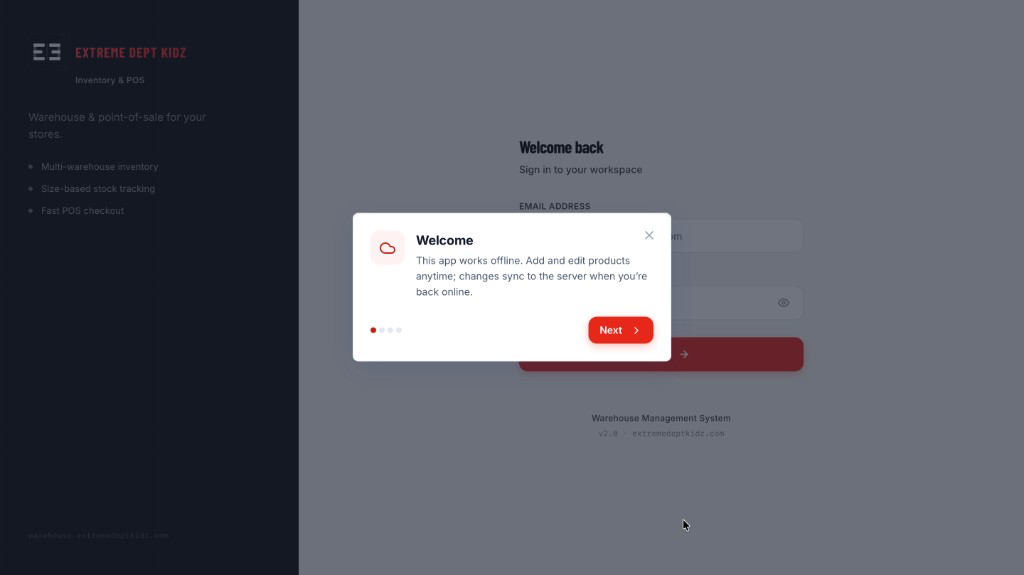 EXTREME DEPT KIDZ
Inventory & POS
Warehouse & point-of-sale for your
stores.
Multi-warehouse inventory
Size-based stock tracking
Fast POS checkout
warehouse.extremedeptkidz.com
Welcome back
Sign in to your workspace
EMAIL ADDRESS
om
Welcome
This app works offline. Add and edit products
anytime; changes sync to the server when you're
back online.
Next
Warehouse Management System
v2.0 · extremedeptkidz.com